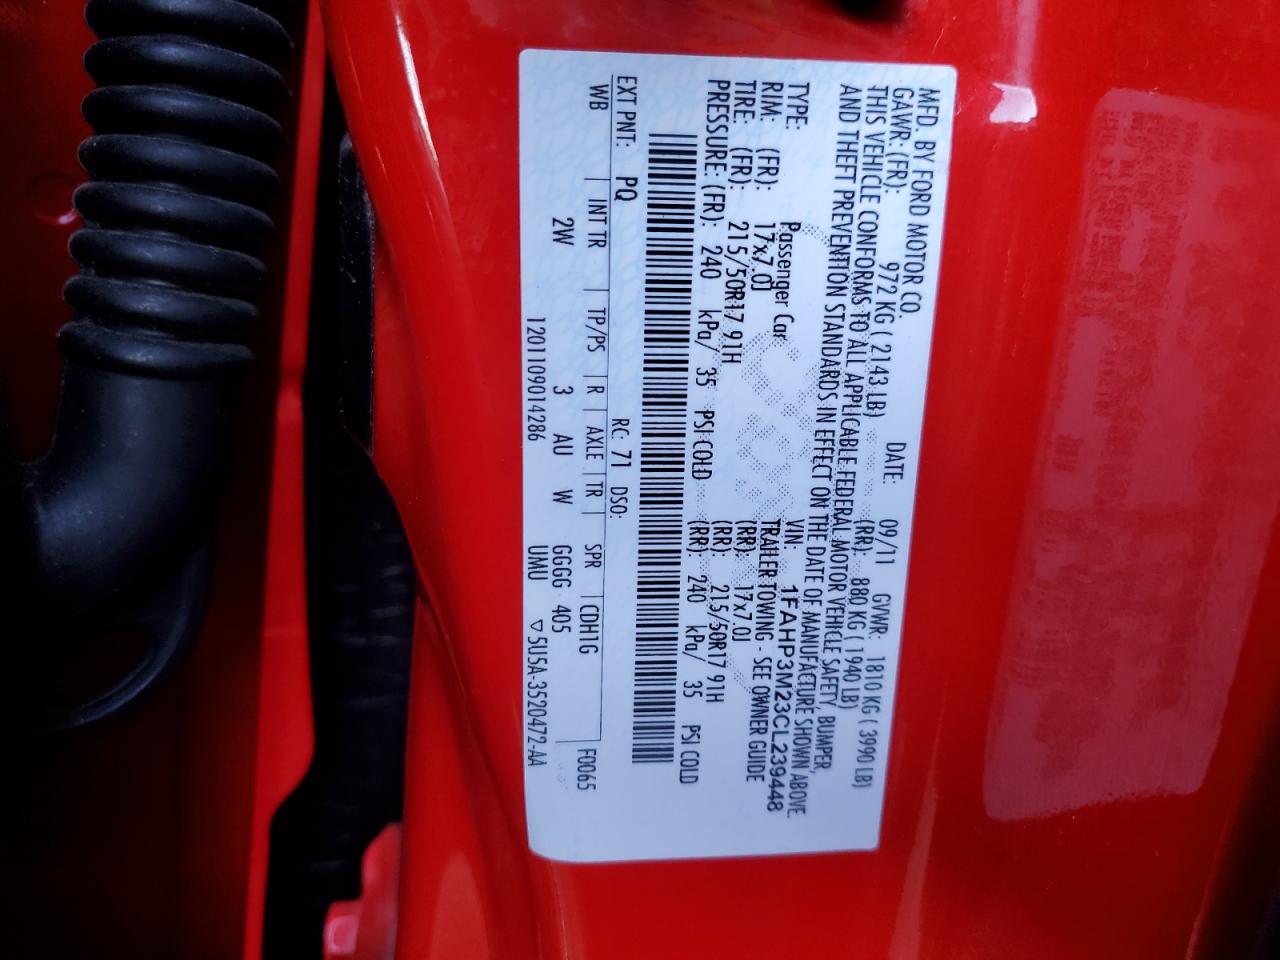 MFD. BY FORD MOTOR CO.
DATE: 09/11 GVWR: 1810 KG ( 3990 LB)
GAWR: (FR): 972 KG ( 2143 LB) (RR): 880 KG ( 1940 LB)
THIS VEHICLE CONFORMS TO ALL APPLICABLE FEDERAL MOTOR VEHICLE SAFETY, BUMPER,
AND THEFT PREVENTION STANDARDS IN EFFECT ON THE DATE OF MANUFACTURE SHOWN ABOVE.
VIN: 1FAHP3M23CL239448
TYPE: Passenger Car TRAILER TOWING - SEE OWNER GUIDE
RIM: (FR): 17x7.0J (RR): 17x7.0J
TIRE: (FR): 215/50R17 91H (RR): 215/50R17 91H
PRESSURE: (FR): 240 kPa/ 35 PSI COLD (RR): 240 kPa/ 35 PSI COLD
EXT PNT: PQ RC: 71 DSO: F0065
WB INT TR TP/PS R AXLE TR SPR CDH1G
2W 3 AU W GGGG 405
1201109014286 UMU ▽ 5U5A-3520472-AA